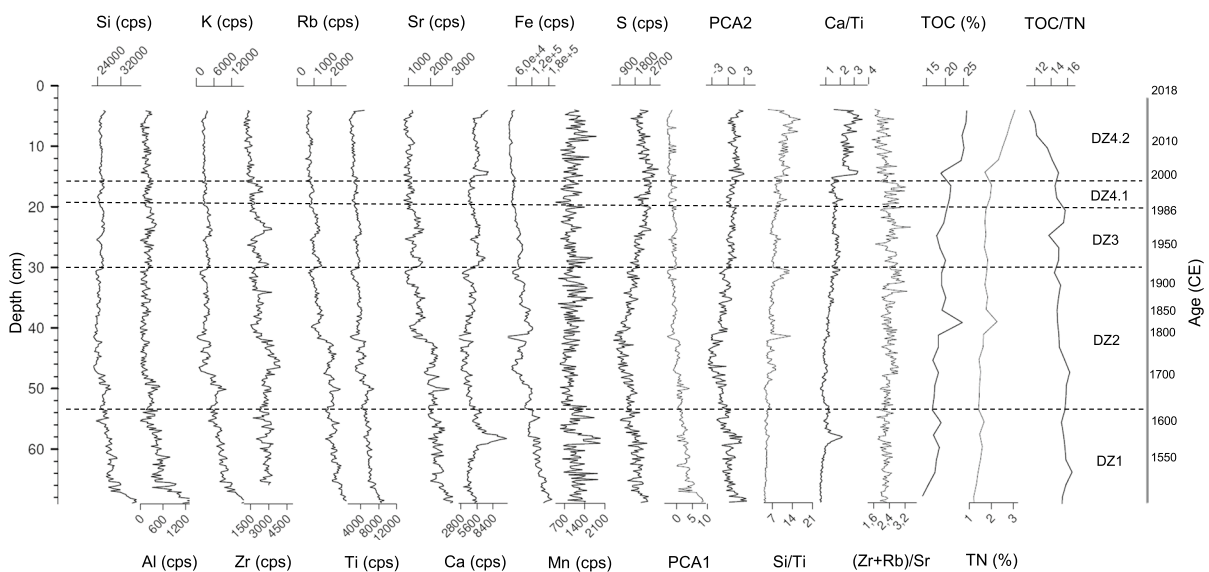 Si (cps) K (cps) Rb (cps) Sr (cps) Fe (cps) S (cps) PCA2 Ca/Ti TOC (%) TOC/TN
24000 32000 0 6000 12000 0 1000 2000 1000 2000 3000 6,0e+4 1,2e+5 1,8e+5 900 1800 2700 -3 0 3 1 2 3 4 15 20 25 12 14 16
0 2018
DZ4.2
10 2010
2000
DZ4.1
20 1986
DZ3 1950
30
1900
1850
40 1800
DZ2
1700
50
1600
60 1550
DZ1
Depth (cm)
Age (CE)
0 600 1200 1500 3000 4500 4000 8000 12000 2800 5600 8400 700 1400 2100 0 5 10 7 14 21 1,6 2,4 3,2 1 2 3
Al (cps) Zr (cps) Ti (cps) Ca (cps) Mn (cps) PCA1 Si/Ti (Zr+Rb)/Sr TN (%)